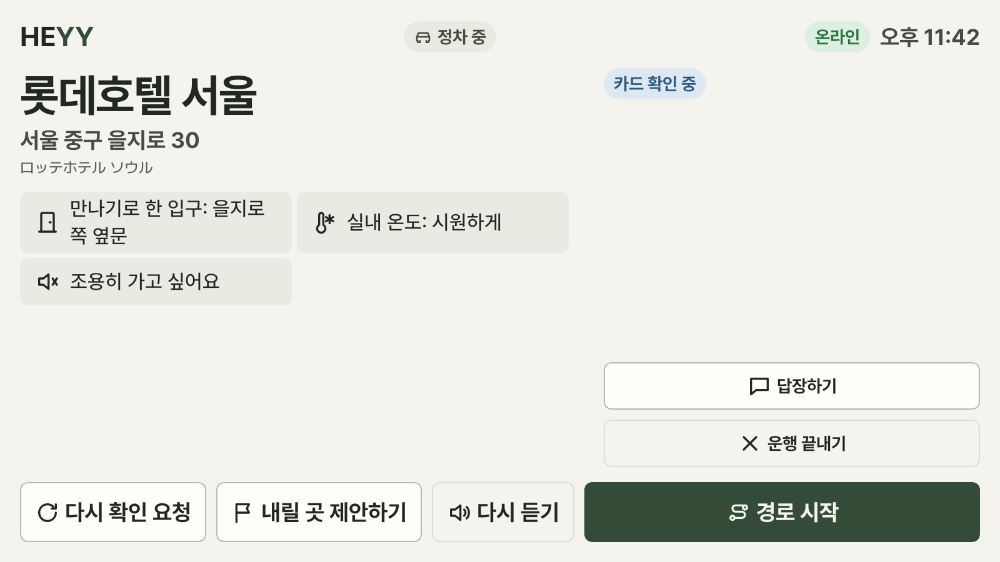 HEYY
정차 중
온라인
오후 11:42
롯데호텔 서울
카드 확인 중
서울 중구 을지로 30
ロッテホテル ソウル
만나기로 한 입구: 을지로
쪽 옆문
실내 온도: 시원하게
조용히 가고 싶어요
답장하기
운행 끝내기
다시 확인 요청
내릴 곳 제안하기
다시 듣기
경로 시작